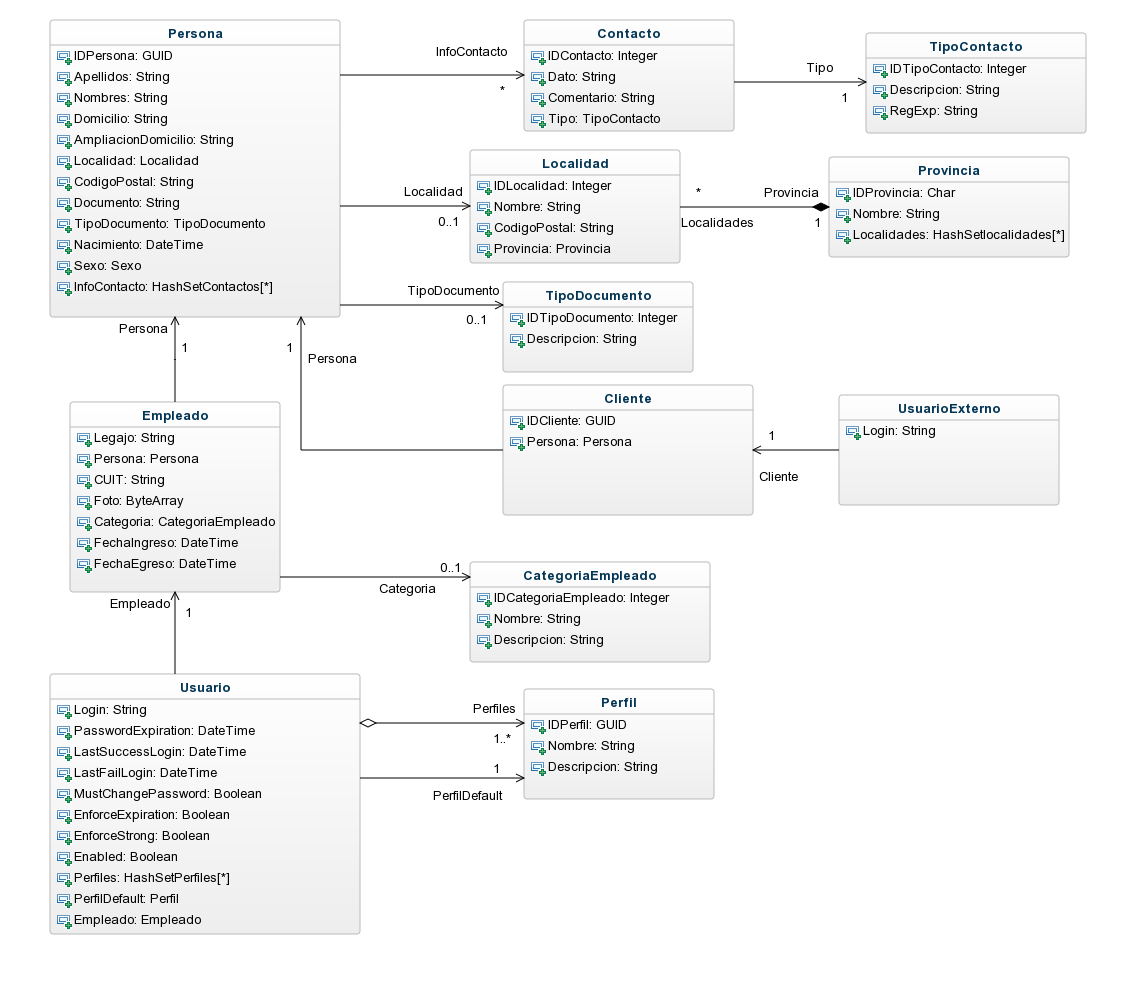 Persona
IDPersona: GUID
Apellidos: String
Nombres: String
Domicilio: String
AmpliacionDomicilio: String
Localidad: Localidad
CodigoPostal: String
Documento: String
TipoDocumento: TipoDocumento
Nacimiento: DateTime
Sexo: Sexo
InfoContacto: HashSetContactos[*]
InfoContacto
*
Contacto
IDContacto: Integer
Dato: String
Comentario: String
Tipo: TipoContacto
Tipo
1
TipoContacto
IDTipoContacto: Integer
Descripcion: String
RegExp: String
Localidad
0..1
Localidad
IDLocalidad: Integer
Nombre: String
CodigoPostal: String
Provincia: Provincia
*
Localidades
Provincia
1
Provincia
IDProvincia: Char
Nombre: String
Localidades: HashSetlocalidades[*]
TipoDocumento
0..1
TipoDocumento
IDTipoDocumento: Integer
Descripcion: String
Persona
1
1
Persona
Cliente
IDCliente: GUID
Persona: Persona
1
Cliente
UsuarioExterno
Login: String
Empleado
Legajo: String
Persona: Persona
CUIT: String
Foto: ByteArray
Categoria: CategoriaEmpleado
FechaIngreso: DateTime
FechaEgreso: DateTime
0..1
Categoria
CategoriaEmpleado
IDCategoriaEmpleado: Integer
Nombre: String
Descripcion: String
Empleado
1
Usuario
Login: String
PasswordExpiration: DateTime
LastSuccessLogin: DateTime
LastFailLogin: DateTime
MustChangePassword: Boolean
EnforceExpiration: Boolean
EnforceStrong: Boolean
Enabled: Boolean
Perfiles: HashSetPerfiles[*]
PerfilDefault: Perfil
Empleado: Empleado
Perfiles
1..*
1
PerfilDefault
Perfil
IDPerfil: GUID
Nombre: String
Descripcion: String